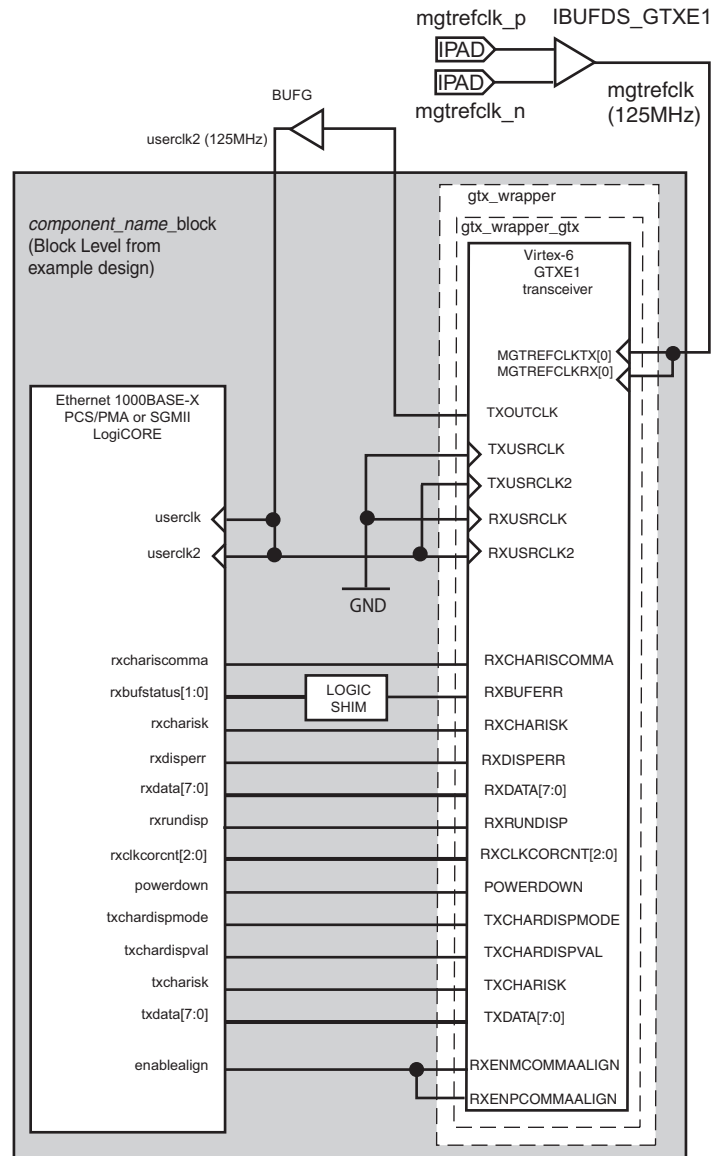 mgtrefclk_p
IBUFDS_GTXE1
IPAD
IPAD
mgtrefclk_n
mgtrefclk
(125MHz)
BUFG
userclk2 (125MHz)
component_name_block
(Block Level from
example design)
gtx_wrapper
gtx_wrapper_gtx
Virtex-6
GTXE1
transceiver
MGTREFCLKTX[0]
MGTREFCLKRX[0]
TXOUTCLK
TXUSRCLK
TXUSRCLK2
RXUSRCLK
RXUSRCLK2
Ethernet 1000BASE-X
PCS/PMA or SGMII
LogiCORE
userclk
userclk2
GND
rxchariscomma
RXCHARISCOMMA
rxbufstatus[1:0]
LOGIC
SHIM
RXBUFERR
rxcharisk
RXCHARISK
rxdisperr
RXDISPERR
rxdata[7:0]
RXDATA[7:0]
rxrundisp
RXRUNDISP
rxclkcorcnt[2:0]
RXCLKCORCNT[2:0]
powerdown
POWERDOWN
txchardispmode
TXCHARDISPMODE
txchardispval
TXCHARDISPVAL
txcharisk
TXCHARISK
txdata[7:0]
TXDATA[7:0]
enablealign
RXENMCOMMAALIGN
RXENPCOMMAALIGN